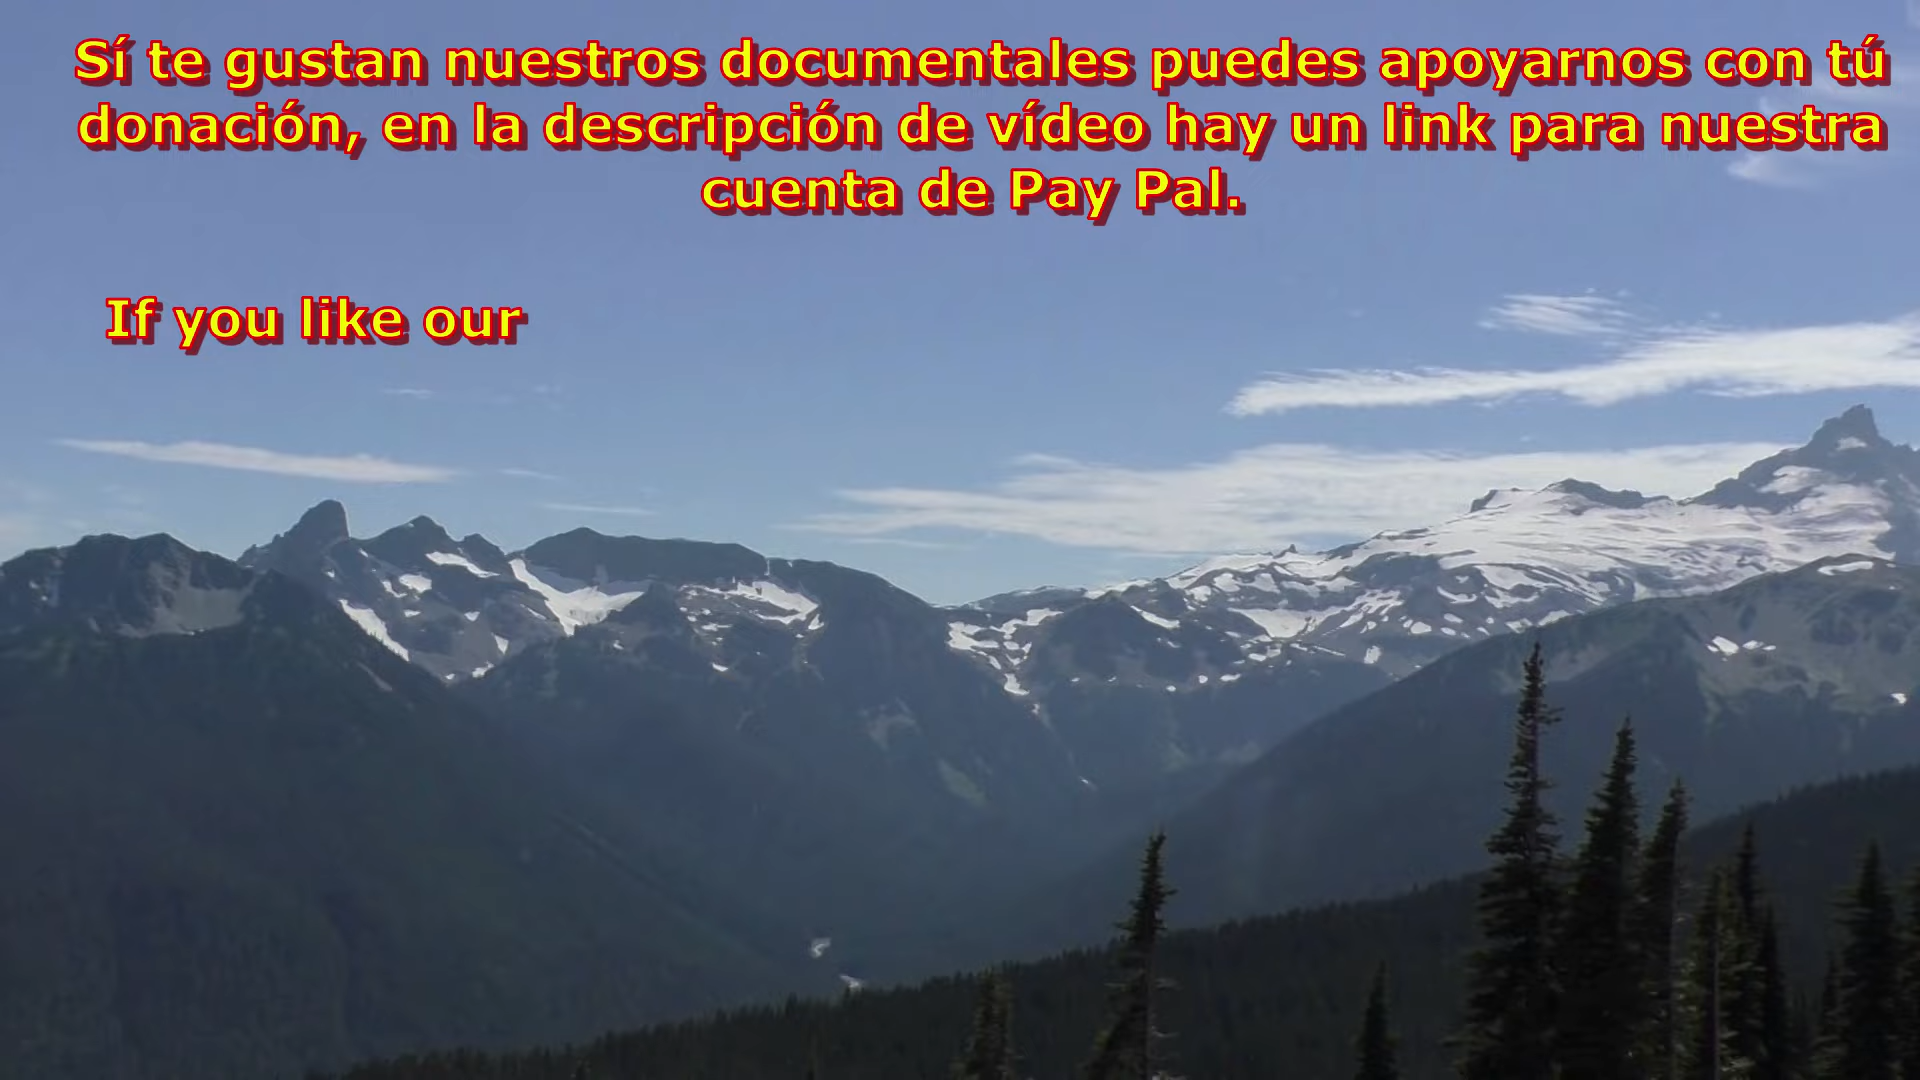 Sí te gustan nuestros documentales puedes apoyarnos con tú
donación, en la descripción de vídeo hay un link para nuestra
cuenta de Pay Pal.
If you like our